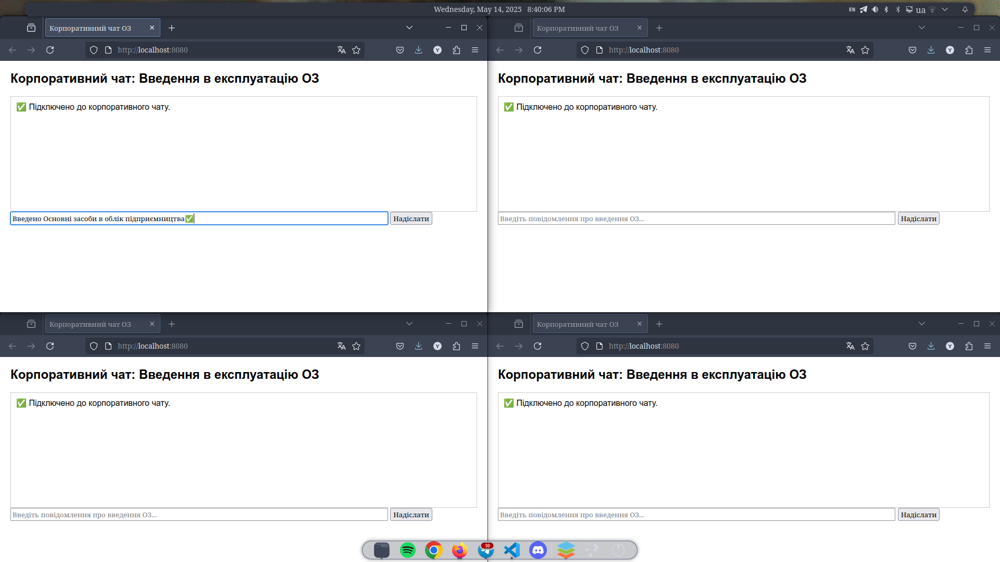 Wednesday, May 14, 2025 8:40:06 PM
EN ua
Корпоративний чат ОЗ
http://localhost:8080
Y
Корпоративний чат: Введення в експлуатацію ОЗ
✅ Підключено до корпоративного чату.
Введено Основні засоби в облік підприємництва✅
Надіслати
Корпоративний чат ОЗ
http://localhost:8080
Y
Корпоративний чат: Введення в експлуатацію ОЗ
✅ Підключено до корпоративного чату.
Введіть повідомлення про введення ОЗ...
Надіслати
Корпоративний чат ОЗ
http://localhost:8080
Y
Корпоративний чат: Введення в експлуатацію ОЗ
✅ Підключено до корпоративного чату.
Введіть повідомлення про введення ОЗ...
Надіслати
Корпоративний чат ОЗ
http://localhost:8080
Y
Корпоративний чат: Введення в експлуатацію ОЗ
✅ Підключено до корпоративного чату.
Введіть повідомлення про введення ОЗ...
Надіслати
10